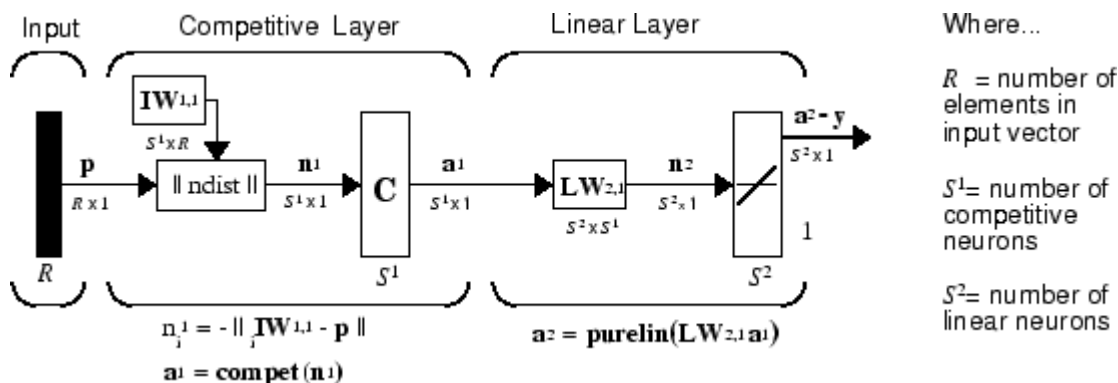 Input Competitive Layer Linear Layer
IW1,1
S¹xR
p
R x 1
|| ndist ||
n1
S¹x1
C
a1
S¹x1
LW2,1
S²xS¹
n2
S²x1
a2 - y
S²x1
1
R
S¹
S²
n_i¹ = - || _iIW1,1 - p ||
a1 = compet(n1)
a2 = purelin(LW2,1a1)
Where...
R = number of
elements in
input vector
S¹= number of
competitive
neurons
S²= number of
linear neurons